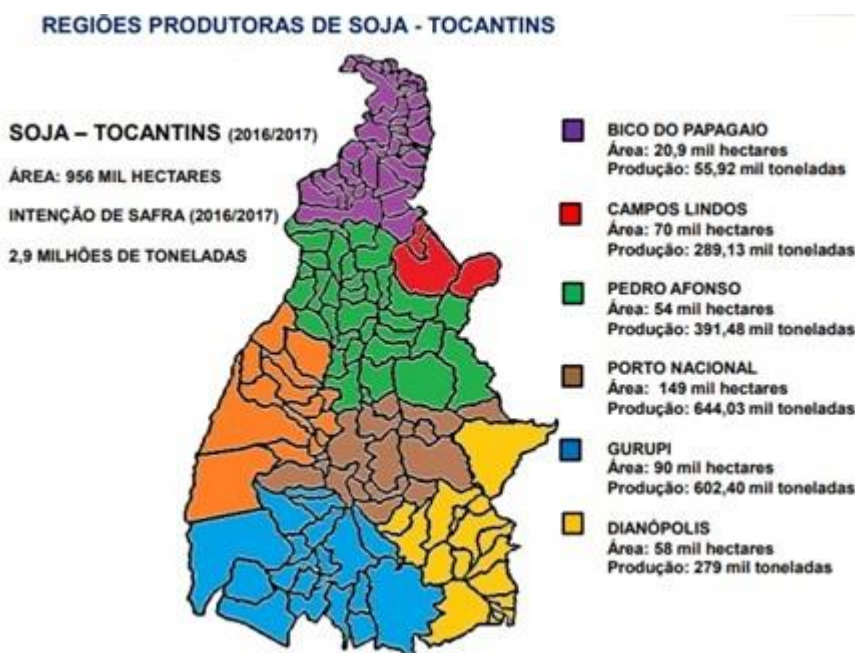 REGIÕES PRODUTORAS DE SOJA - TOCANTINS
SOJA – TOCANTINS (2016/2017)
ÁREA: 956 MIL HECTARES
INTENÇÃO DE SAFRA (2016/2017)
2,9 MILHÕES DE TONELADAS
BICO DO PAPAGAIO
Área: 20,9 mil hectares
Produção: 55,92 mil toneladas
CAMPOS LINDOS
Área: 70 mil hectares
Produção: 289,13 mil toneladas
PEDRO AFONSO
Área: 54 mil hectares
Produção: 391,48 mil toneladas
PORTO NACIONAL
Área: 149 mil hectares
Produção: 644,03 mil toneladas
GURUPI
Área: 90 mil hectares
Produção: 602,40 mil toneladas
DIANÓPOLIS
Área: 58 mil hectares
Produção: 279 mil toneladas